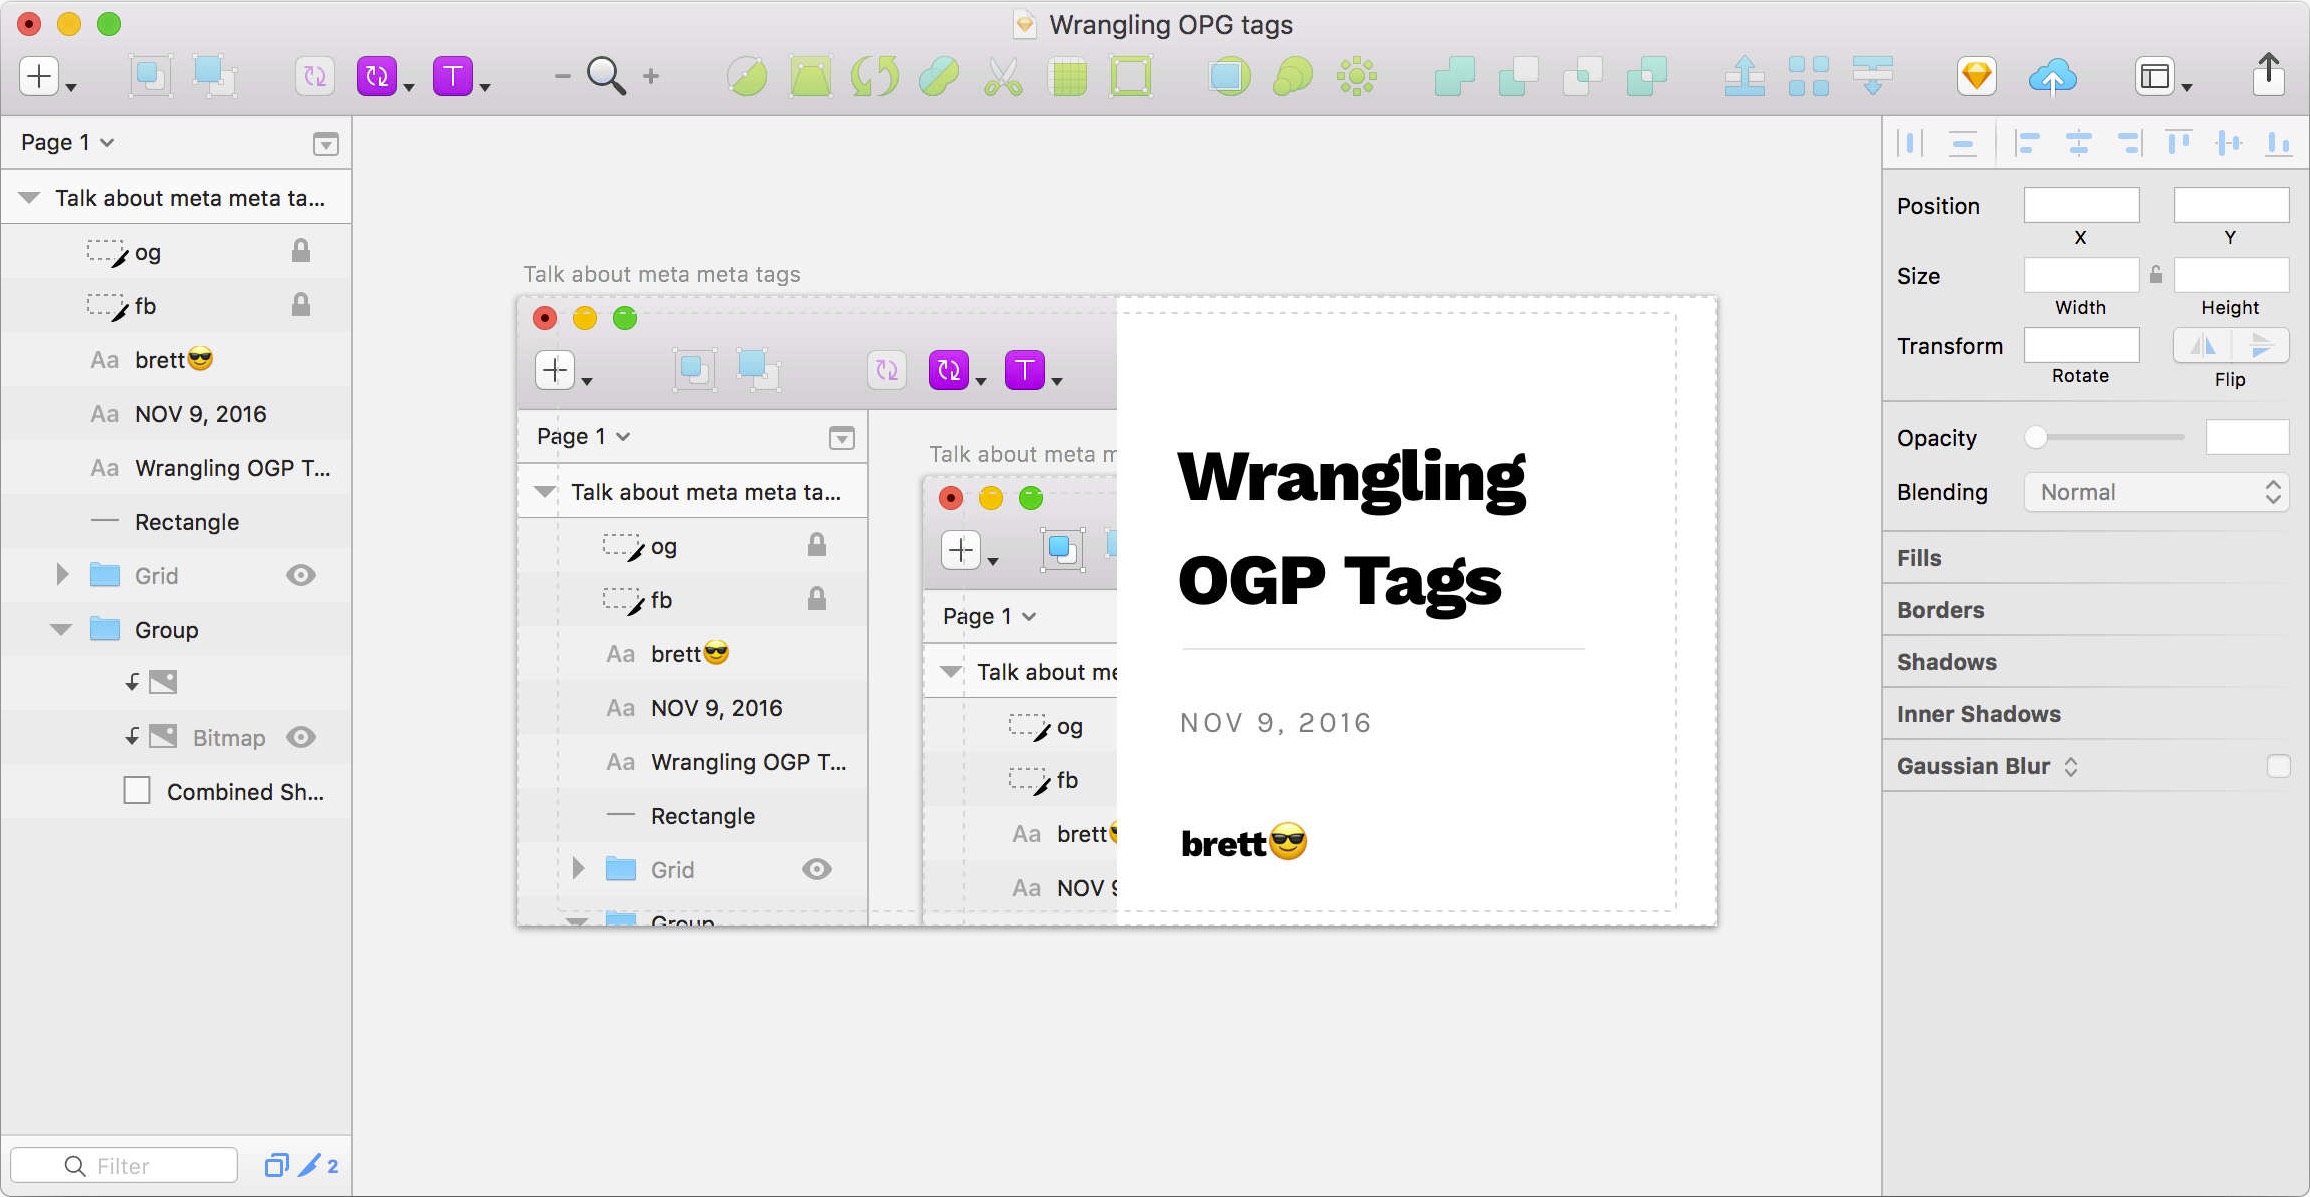 Wrangling OPG tags
Page 1
Talk about meta meta ta...
og
fb
brett😎
NOV 9, 2016
Wrangling OGP T...
Rectangle
Grid
Group
Bitmap
Combined Sh...
Filter
2
Talk about meta meta tags
Page 1
Talk about meta meta ta...
og
fb
Aa brett😎
Aa NOV 9, 2016
Aa Wrangling OGP T...
Rectangle
Grid
Group
Talk about meta m
Page 1
Talk about me
og
fb
Aa brett
Aa NOV 9
Wrangling
OGP Tags
NOV 9, 2016
brett😎
Position
X
Y
Size
Width
Height
Transform
Rotate
Flip
Opacity
Blending
Normal
Fills
Borders
Shadows
Inner Shadows
Gaussian Blur